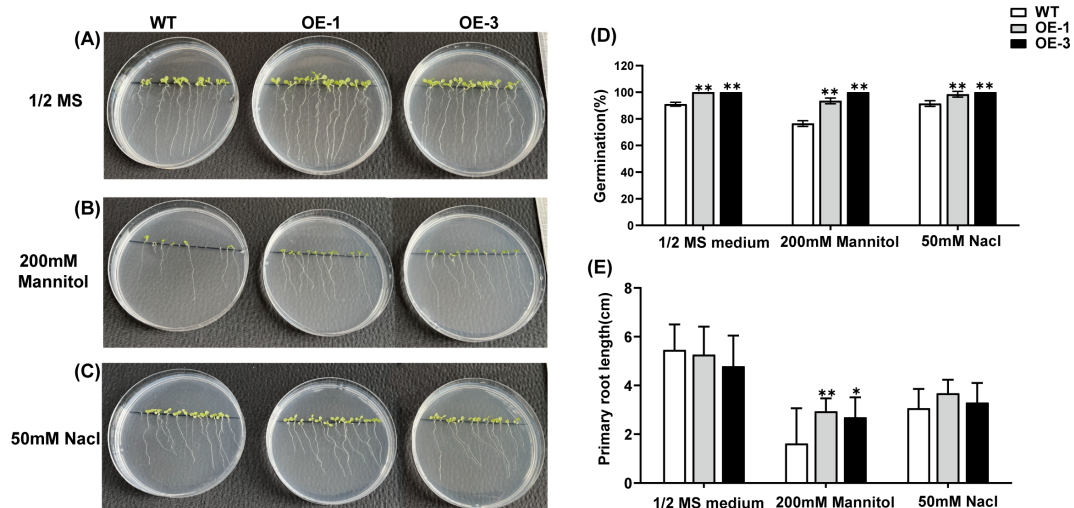 WT OE-1 OE-3
(A)
1/2 MS
(B)
200mM
Mannitol
(C)
50mM Nacl
WT
OE-1
OE-3
(D)
Germination(%)
120
100
80
60
40
20
0
** ** ** ** ** **
1/2 MS medium 200mM Mannitol 50mM Nacl
(E)
Primary root length(cm)
8
6
4
2
0
** *
1/2 MS medium 200mM Mannitol 50mM Nacl